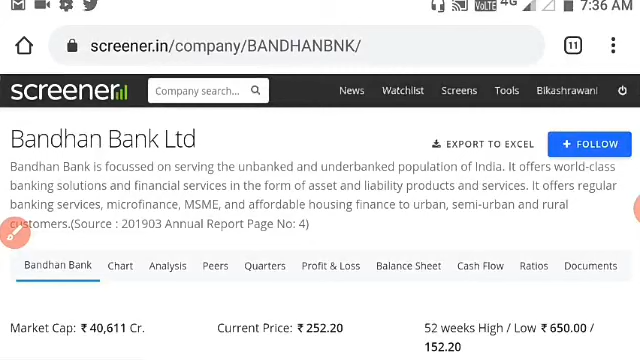 4G 7:36 AM
VoLTE
screener.in/company/BANDHANBNK/
11
screener
Company search...
News Watchlist Screens Tools Bikashrawani
Bandhan Bank Ltd
EXPORT TO EXCEL
+ FOLLOW
Bandhan Bank is focussed on serving the unbanked and underbanked population of India. It offers world-class
banking solutions and financial services in the form of asset and liability products and services. It offers regular
banking services, microfinance, MSME, and affordable housing finance to urban, semi-urban and rural
customers.(Source : 201903 Annual Report Page No: 4)
Bandhan Bank Chart Analysis Peers Quarters Profit & Loss Balance Sheet Cash Flow Ratios Documents
Market Cap: ₹ 40,611 Cr. Current Price: ₹ 252.20 52 weeks High / Low ₹ 650.00 /
152.20